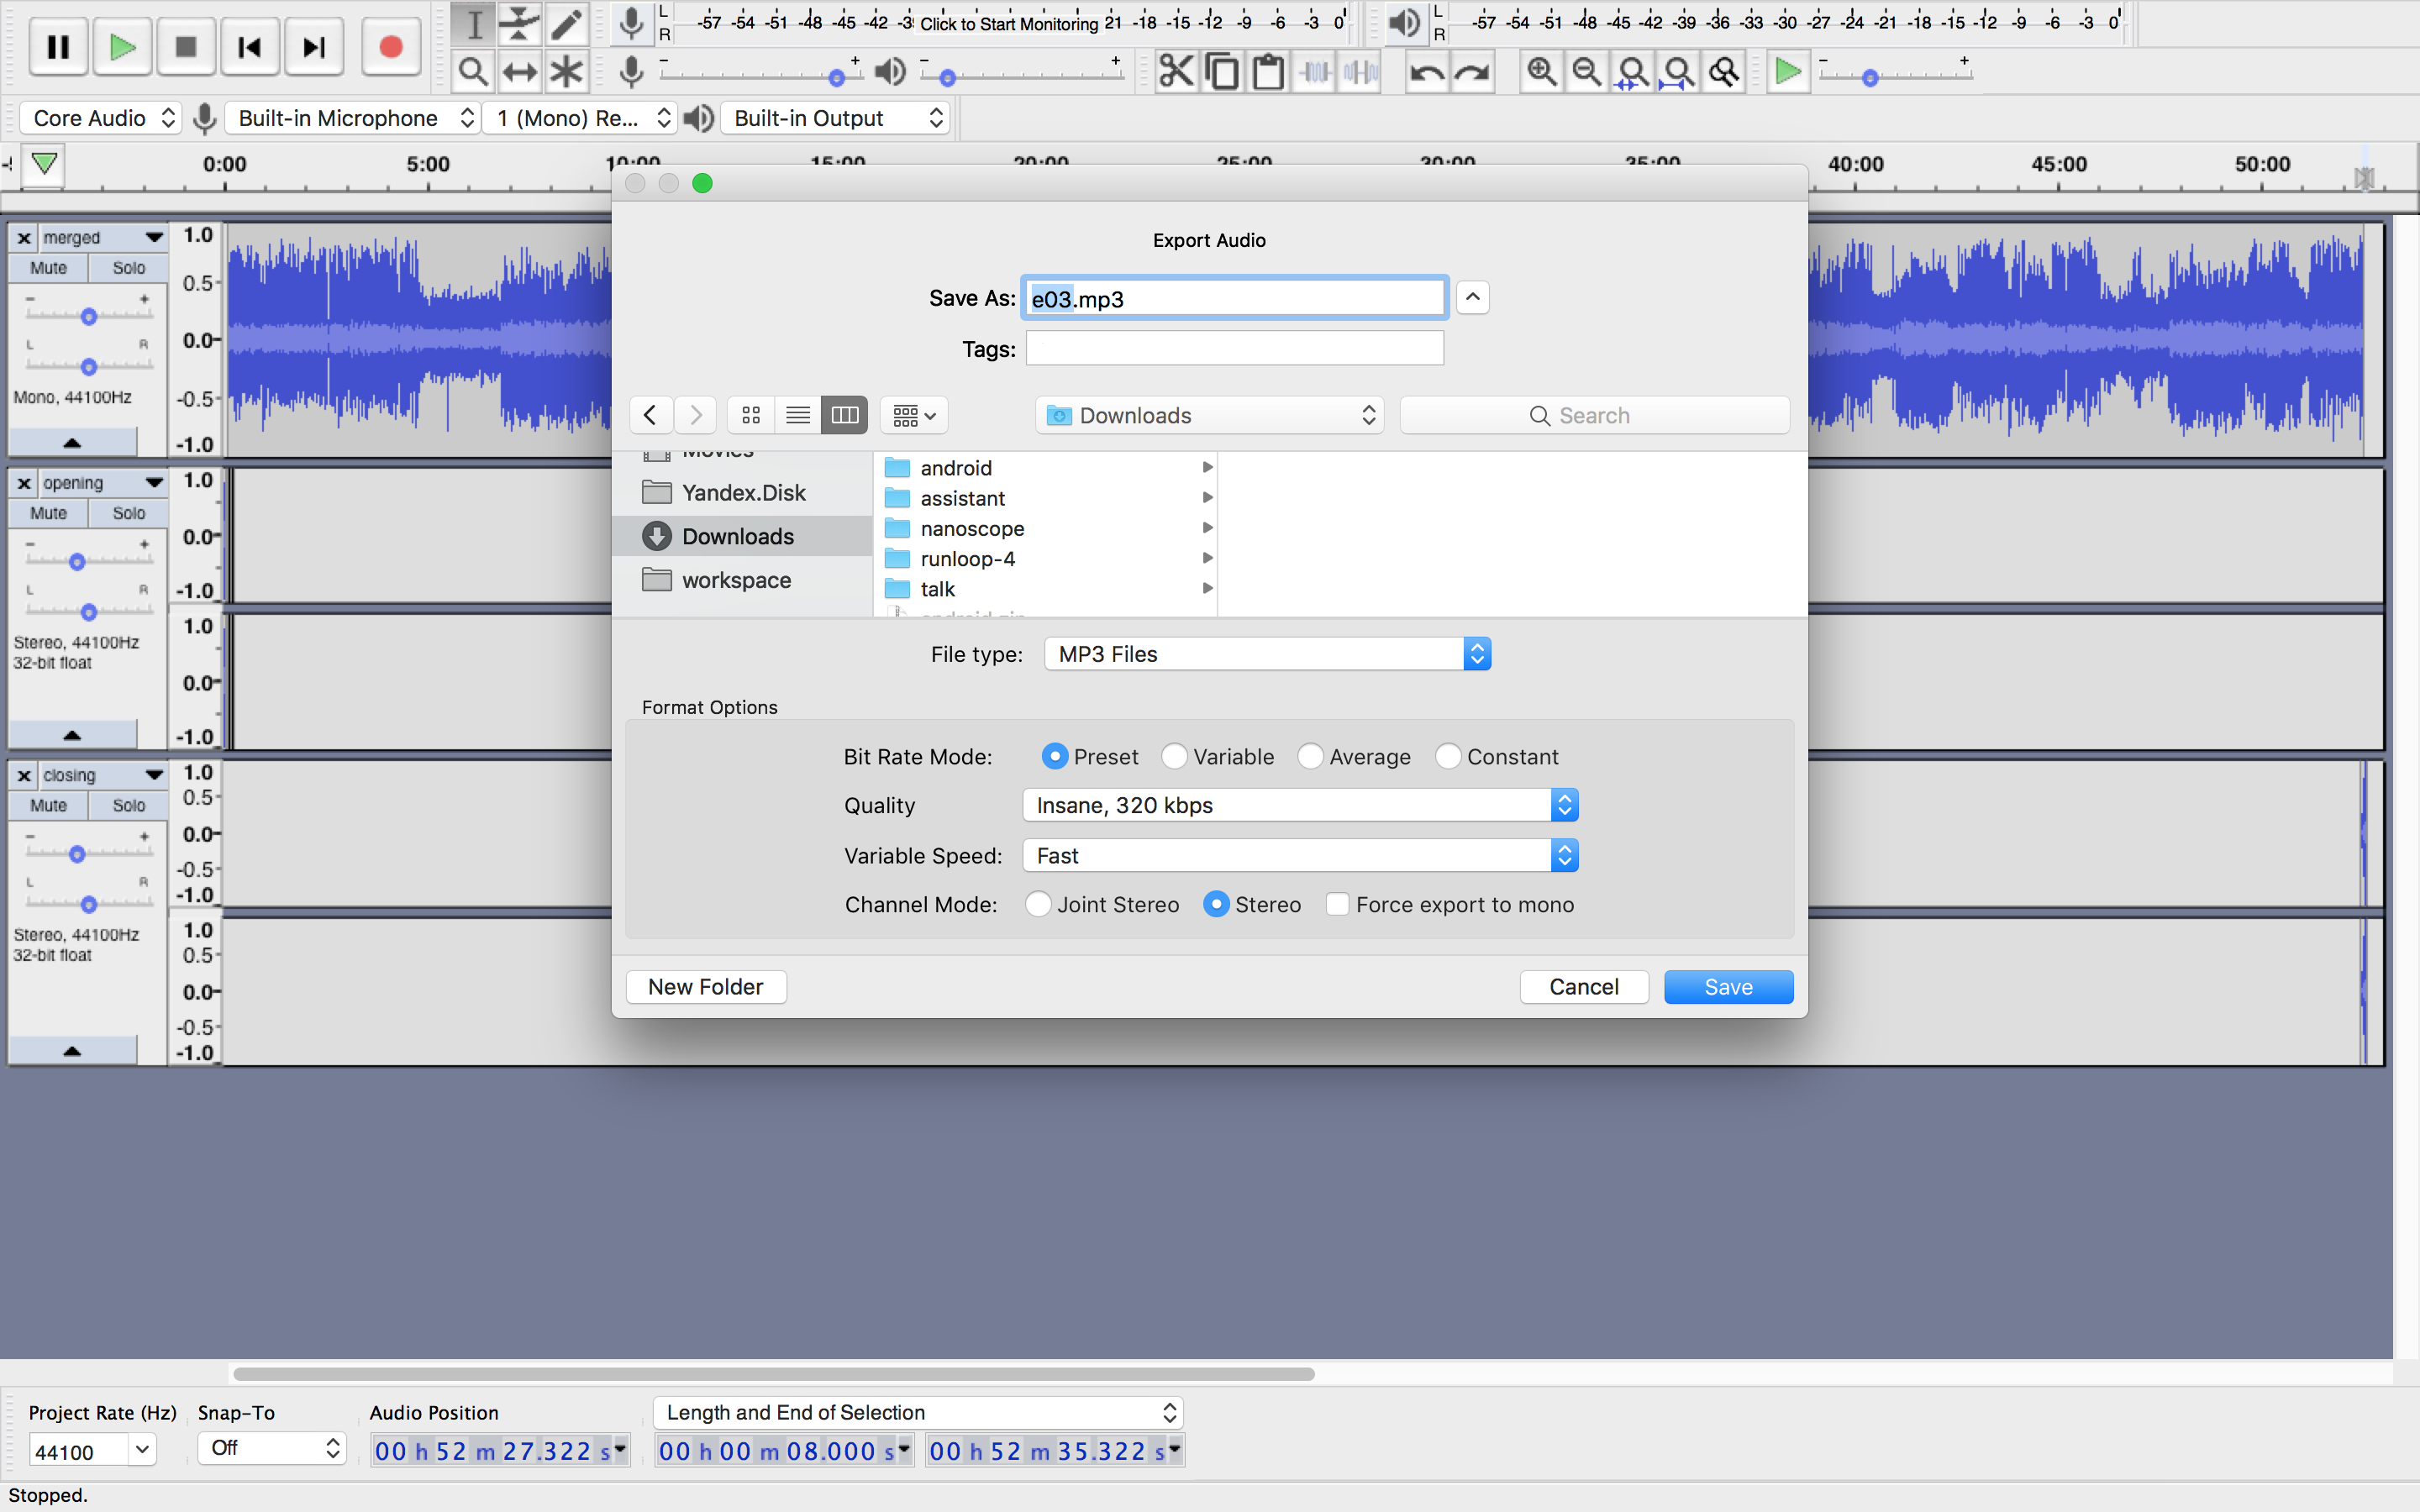 L
R
-57 -54 -51 -48 -45 -42 Click to Start Monitoring 21 -18 -15 -12 -9 -6 -3 0
L
R
-57 -54 -51 -48 -45 -42 -39 -36 -33 -30 -27 -24 -21 -18 -15 -12 -9 -6 -3 0
- + - + - +
Core Audio Built-in Microphone 1 (Mono) Re... Built-in Output
0:00 5:00 10:00 15:00 20:00 25:00 30:00 35:00 40:00 45:00 50:00
merged
Mute Solo
- +
L R
Mono, 44100Hz
1.0
0.5
0.0
-0.5
-1.0
opening
Mute Solo
- +
L R
Stereo, 44100Hz
32-bit float
1.0
0.0
-1.0
1.0
0.0
-1.0
closing
Mute Solo
- +
L R
Stereo, 44100Hz
32-bit float
1.0
0.5
0.0
-0.5
-1.0
1.0
0.5
0.0
-0.5
-1.0
Export Audio
Save As: e03.mp3
Tags:
Downloads Search
Movies
Yandex.Disk
Downloads
workspace
android
assistant
nanoscope
runloop-4
talk
android.zip
File type: MP3 Files
Format Options
Bit Rate Mode: Preset Variable Average Constant
Quality Insane, 320 kbps
Variable Speed: Fast
Channel Mode: Joint Stereo Stereo Force export to mono
New Folder Cancel Save
Project Rate (Hz) Snap-To Audio Position Length and End of Selection
44100 Off 00 h 52 m 27.322 s 00 h 00 m 08.000 s 00 h 52 m 35.322 s
Stopped.